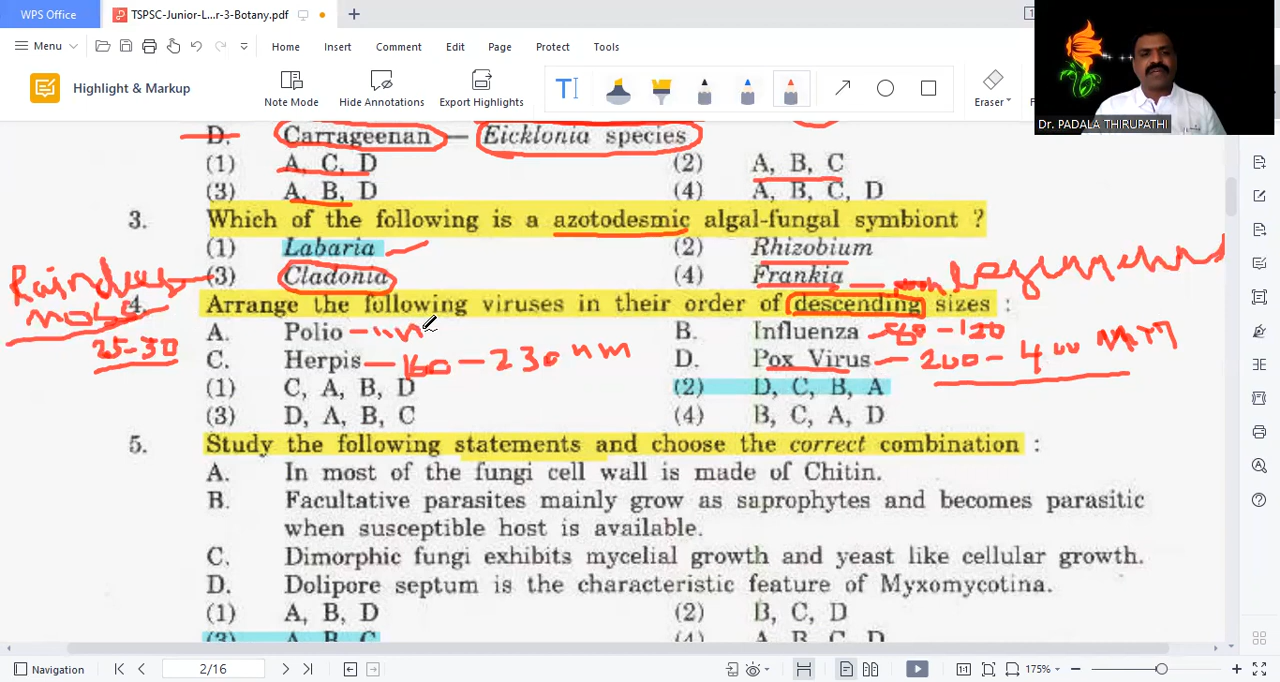 WPS Office
TSPSC-Junior-L...r-3-Botany.pdf
Menu
Home Insert Comment Edit Page Protect Tools
Highlight & Markup
Note Mode Hide Annotations Export Highlights
Eraser
Dr. PADALA THIRUPATHI
D. Carrageenan — Eicklonia species
(1) A, C, D (2) A, B, C
(3) A, B, D (4) A, B, C, D
3. Which of the following is a azotodesmic algal-fungal symbiont ?
(1) Labaria (2) Rhizobium
(3) Cladonia (4) Frankia
Raindeer
moss
4. Arrange the following viruses in their order of descending sizes :
A. Polio B. Influenza — 120
25-30
C. Herpis — 160 - 230 nm D. Pox Virus — 200 - 400
(1) C, A, B, D (2) D, C, B, A
(3) D, A, B, C (4) B, C, A, D
5. Study the following statements and choose the correct combination :
A. In most of the fungi cell wall is made of Chitin.
B. Facultative parasites mainly grow as saprophytes and becomes parasitic
when susceptible host is available.
C. Dimorphic fungi exhibits mycelial growth and yeast like cellular growth.
D. Dolipore septum is the characteristic feature of Myxomycotina.
(1) A, B, D (2) B, C, D
(3) A, B, C (4) A, B, C, D
Navigation 2/16 175%